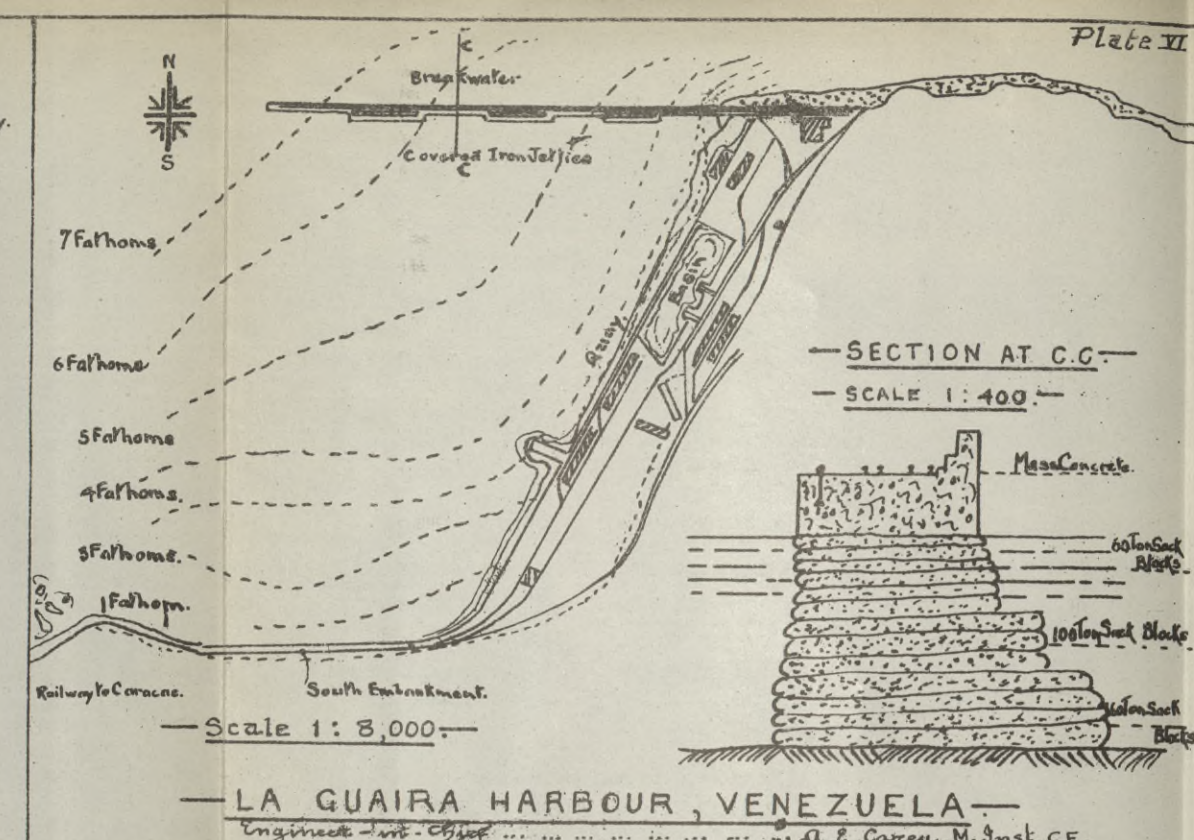 Plate VI
N
S
C
Breakwater
Covered Iron Jetties
C
7 Fathoms
6 Fathoms
5 Fathoms
4 Fathoms.
3 Fathoms.
1 Fathom.
Quay.
Basin
Railway to Caracae.
South Embankment.
Scale 1: 8,000.
SECTION AT C.C.
SCALE 1:400.
Mass Concrete.
60 Ton Sack
Blocks
100 Ton Sack Blocks
Ton Sack
Blocks
LA GUAIRA HARBOUR, VENEZUELA
Engineer-in-Chief ... ... ... ... ... ... A. E. Carey. M. Inst. C.E.